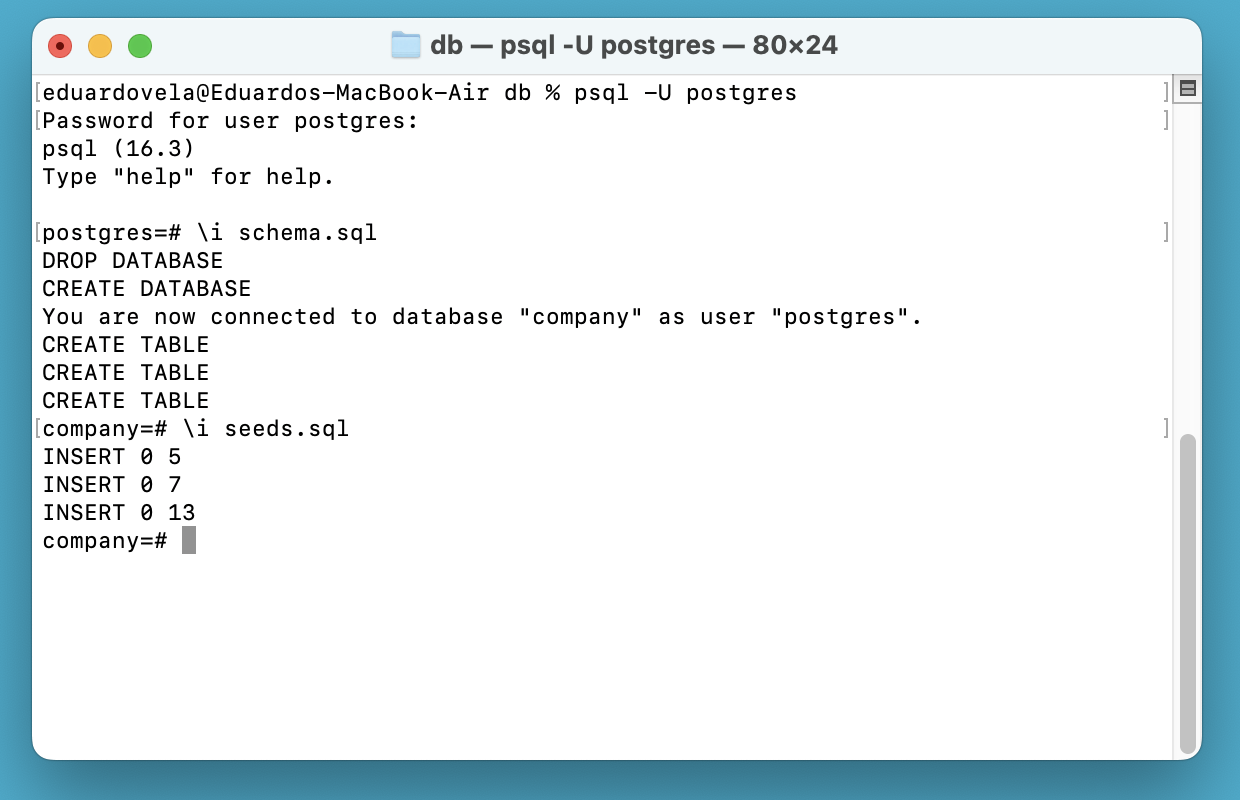 db — psql -U postgres — 80×24
[eduardovela@Eduardos-MacBook-Air db % psql -U postgres ]
[Password for user postgres: ]
psql (16.3)
Type "help" for help.

[postgres=# \i schema.sql ]
DROP DATABASE
CREATE DATABASE
You are now connected to database "company" as user "postgres".
CREATE TABLE
CREATE TABLE
CREATE TABLE
[company=# \i seeds.sql ]
INSERT 0 5
INSERT 0 7
INSERT 0 13
company=#